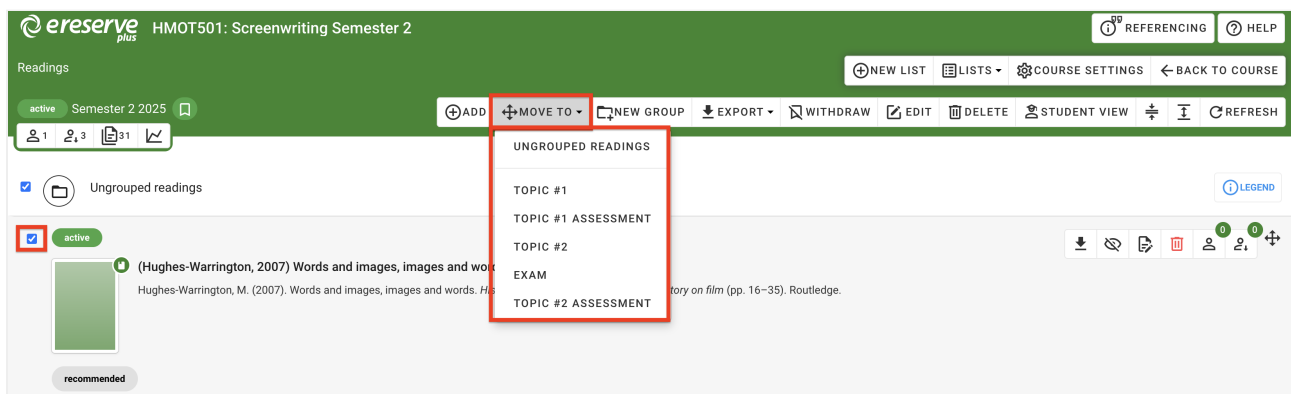 ereserve plus HMOT501: Screenwriting Semester 2
REFERENCING
HELP
Readings
NEW LIST
LISTS
COURSE SETTINGS
BACK TO COURSE
active Semester 2 2025
ADD
MOVE TO
NEW GROUP
EXPORT
WITHDRAW
EDIT
DELETE
STUDENT VIEW
REFRESH
1 3 31
UNGROUPED READINGS
TOPIC #1
TOPIC #1 ASSESSMENT
TOPIC #2
EXAM
TOPIC #2 ASSESSMENT
Ungrouped readings
LEGEND
active
0 0
(Hughes-Warrington, 2007) Words and images, images and
Hughes-Warrington, M. (2007). Words and images, images and words. on film (pp. 16–35). Routledge.
recommended